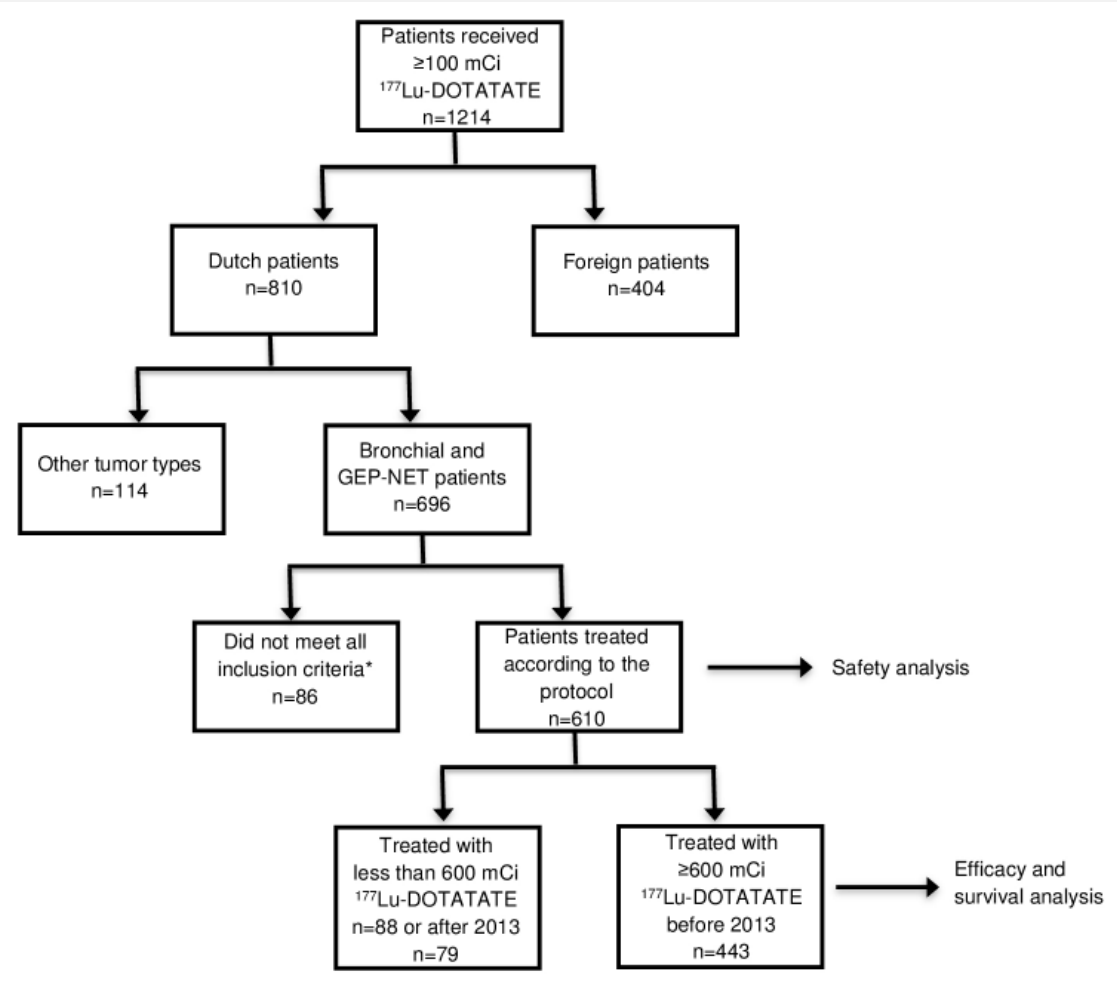 Patients received
≥100 mCi
¹⁷⁷Lu-DOTATATE
n=1214
Dutch patients
n=810
Foreign patients
n=404
Other tumor types
n=114
Bronchial and
GEP-NET patients
n=696
Did not meet all
inclusion criteria*
n=86
Patients treated
according to the
protocol
n=610
Safety analysis
Treated with
less than 600 mCi
¹⁷⁷Lu-DOTATATE
n=88 or after 2013
n=79
Treated with
≥600 mCi
¹⁷⁷Lu-DOTATATE
before 2013
n=443
Efficacy and
survival analysis